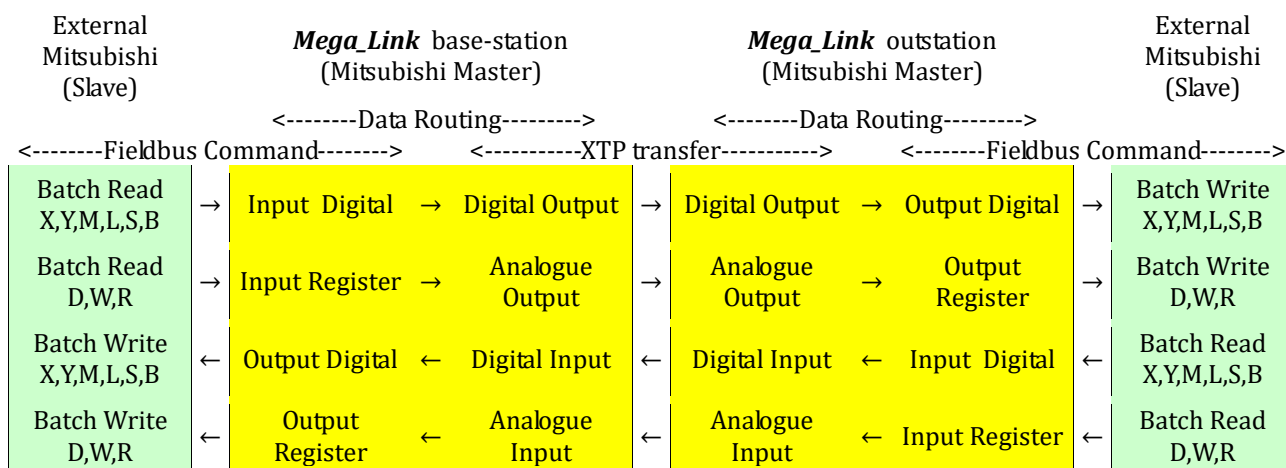 External Mitsubishi (Slave)
Mega_Link base-station (Mitsubishi Master)
Mega_Link outstation (Mitsubishi Master)
External Mitsubishi (Slave)
<--------Data Routing---------> <--------Data Routing--------->
<--------Fieldbus Command--------> <-----------XTP transfer-----------> <--------Fieldbus Command-------->
Batch Read X,Y,M,L,S,B → Input Digital → Digital Output → Digital Output → Output Digital → Batch Write X,Y,M,L,S,B
Batch Read D,W,R → Input Register → Analogue Output → Analogue Output → Output Register → Batch Write D,W,R
Batch Write X,Y,M,L,S,B ← Output Digital ← Digital Input ← Digital Input ← Input Digital ← Batch Read X,Y,M,L,S,B
Batch Write D,W,R ← Output Register ← Analogue Input ← Analogue Input ← Input Register ← Batch Read D,W,R